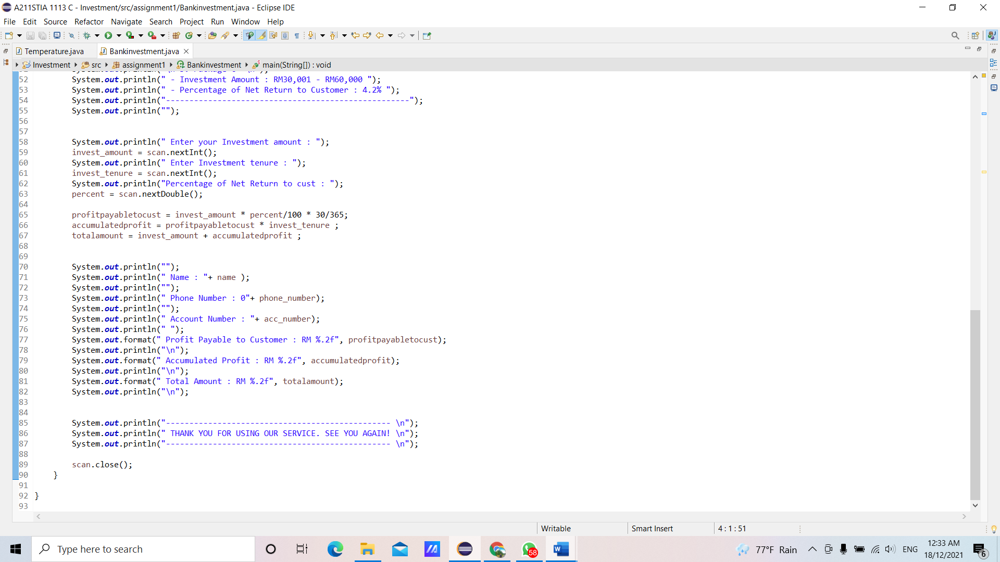 A211STIA 1113 C - Investment/src/assignment1/Bankinvestment.java - Eclipse IDE
File Edit Source Refactor Navigate Search Project Run Window Help
Temperature.java Bankinvestment.java
Investment src assignment1 Bankinvestment main(String[]) : void
52 System.out.println(" - Investment Amount : RM30,001 - RM60,000 ");
53 System.out.println(" - Percentage of Net Return to Customer : 4.2% ");
54 System.out.println("----------------------------------------------------");
55 System.out.println("");
56
57
58 System.out.println(" Enter your Investment amount : ");
59 invest_amount = scan.nextInt();
60 System.out.println(" Enter Investment tenure : ");
61 invest_tenure = scan.nextInt();
62 System.out.println("Percentage of Net Return to cust : ");
63 percent = scan.nextDouble();
64
65 profitpayabletocust = invest_amount * percent/100 * 30/365;
66 accumulatedprofit = profitpayabletocust * invest_tenure ;
67 totalamount = invest_amount + accumulatedprofit ;
68
69
70 System.out.println("");
71 System.out.println(" Name : "+ name );
72 System.out.println("");
73 System.out.println(" Phone Number : 0"+ phone_number);
74 System.out.println("");
75 System.out.println(" Account Number : "+ acc_number);
76 System.out.println(" ");
77 System.out.format(" Profit Payable to Customer : RM %.2f", profitpayabletocust);
78 System.out.println("\n");
79 System.out.format(" Accumulated Profit : RM %.2f", accumulatedprofit);
80 System.out.println("\n");
81 System.out.format(" Total Amount : RM %.2f", totalamount);
82 System.out.println("\n");
83
84
85 System.out.println("------------------------------------------------ \n");
86 System.out.println(" THANK YOU FOR USING OUR SERVICE. SEE YOU AGAIN! \n");
87 System.out.println("------------------------------------------------ \n");
88
89 scan.close();
90 }
91
92 }
93
Writable Smart Insert 4 : 1 : 51
Type here to search 58 77°F Rain ENG 12:33 AM
18/12/2021 6